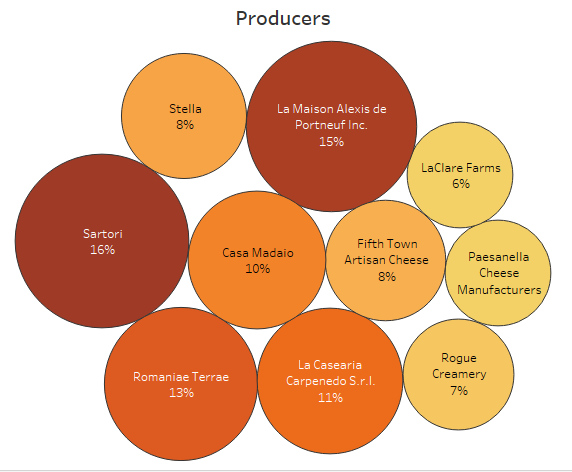 Producers
Stella
8%
La Maison Alexis de
Portneuf Inc.
15%
LaClare Farms
6%
Sartori
16%
Casa Madaio
10%
Fifth Town
Artisan Cheese
8%
Paesanella
Cheese
Manufacturers
Romaniae Terrae
13%
La Casearia
Carpenedo S.r.l.
11%
Rogue
Creamery
7%